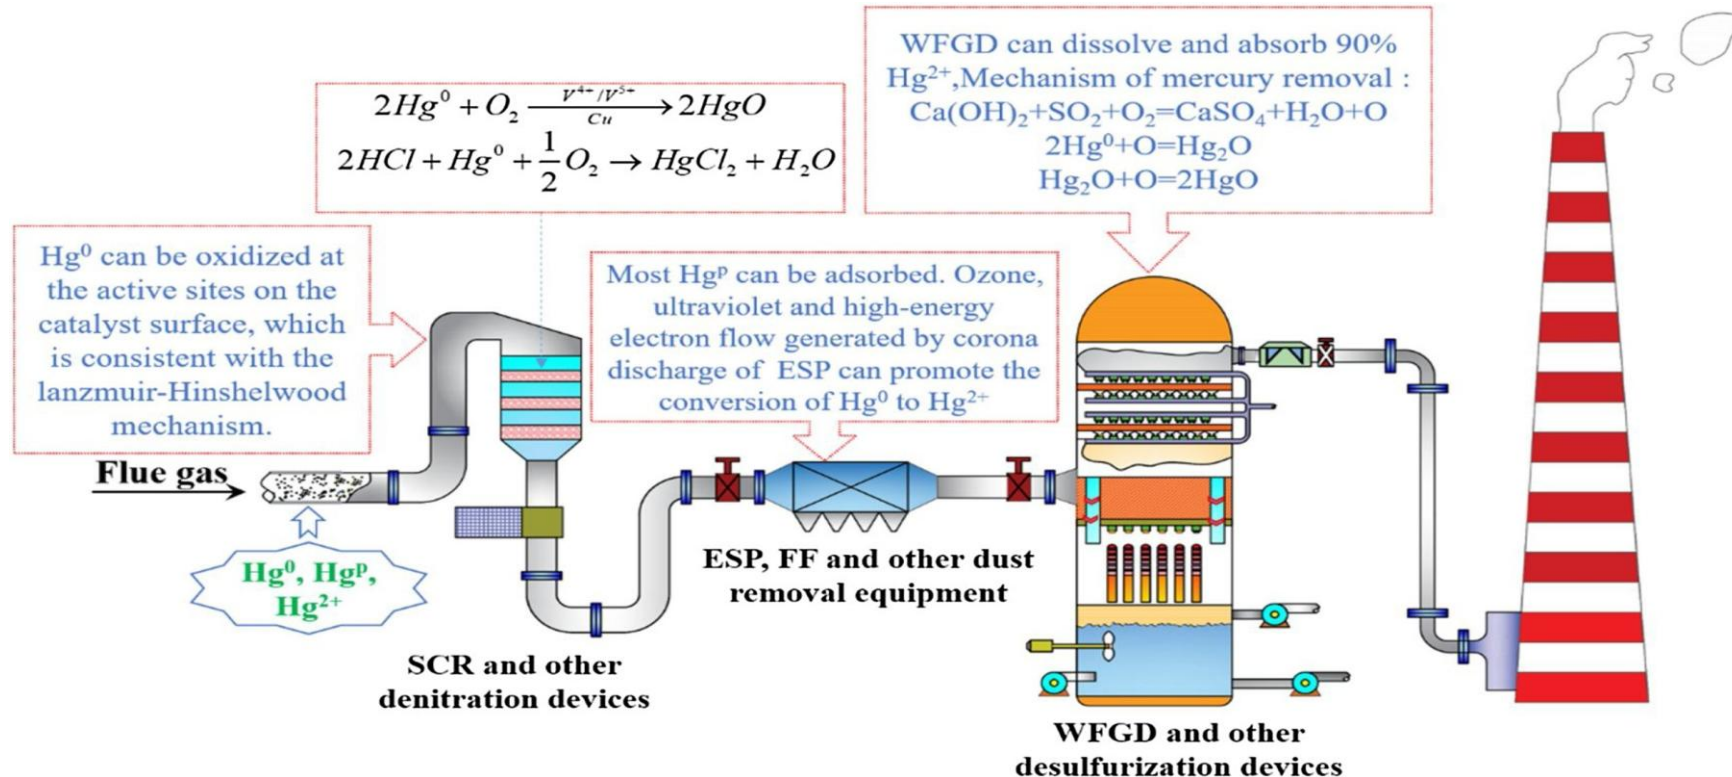 WFGD can dissolve and absorb 90%
Hg²⁺,Mechanism of mercury removal :
Ca(OH)₂+SO₂+O₂=CaSO₄+H₂O+O
2Hg⁰+O=Hg₂O
Hg₂O+O=2HgO
2Hg⁰ + O₂ —V⁴⁺/V⁵⁺ / Cu→ 2HgO
2HCl + Hg⁰ + 1/2 O₂ → HgCl₂ + H₂O
Hg⁰ can be oxidized at
the active sites on the
catalyst surface, which
is consistent with the
lanzmuir-Hinshelwood
mechanism.
Most Hgᵖ can be adsorbed. Ozone,
ultraviolet and high-energy
electron flow generated by corona
discharge of ESP can promote the
conversion of Hg⁰ to Hg²⁺
Flue gas
Hg⁰, Hgᵖ,
Hg²⁺
ESP, FF and other dust
removal equipment
SCR and other
denitration devices
WFGD and other
desulfurization devices